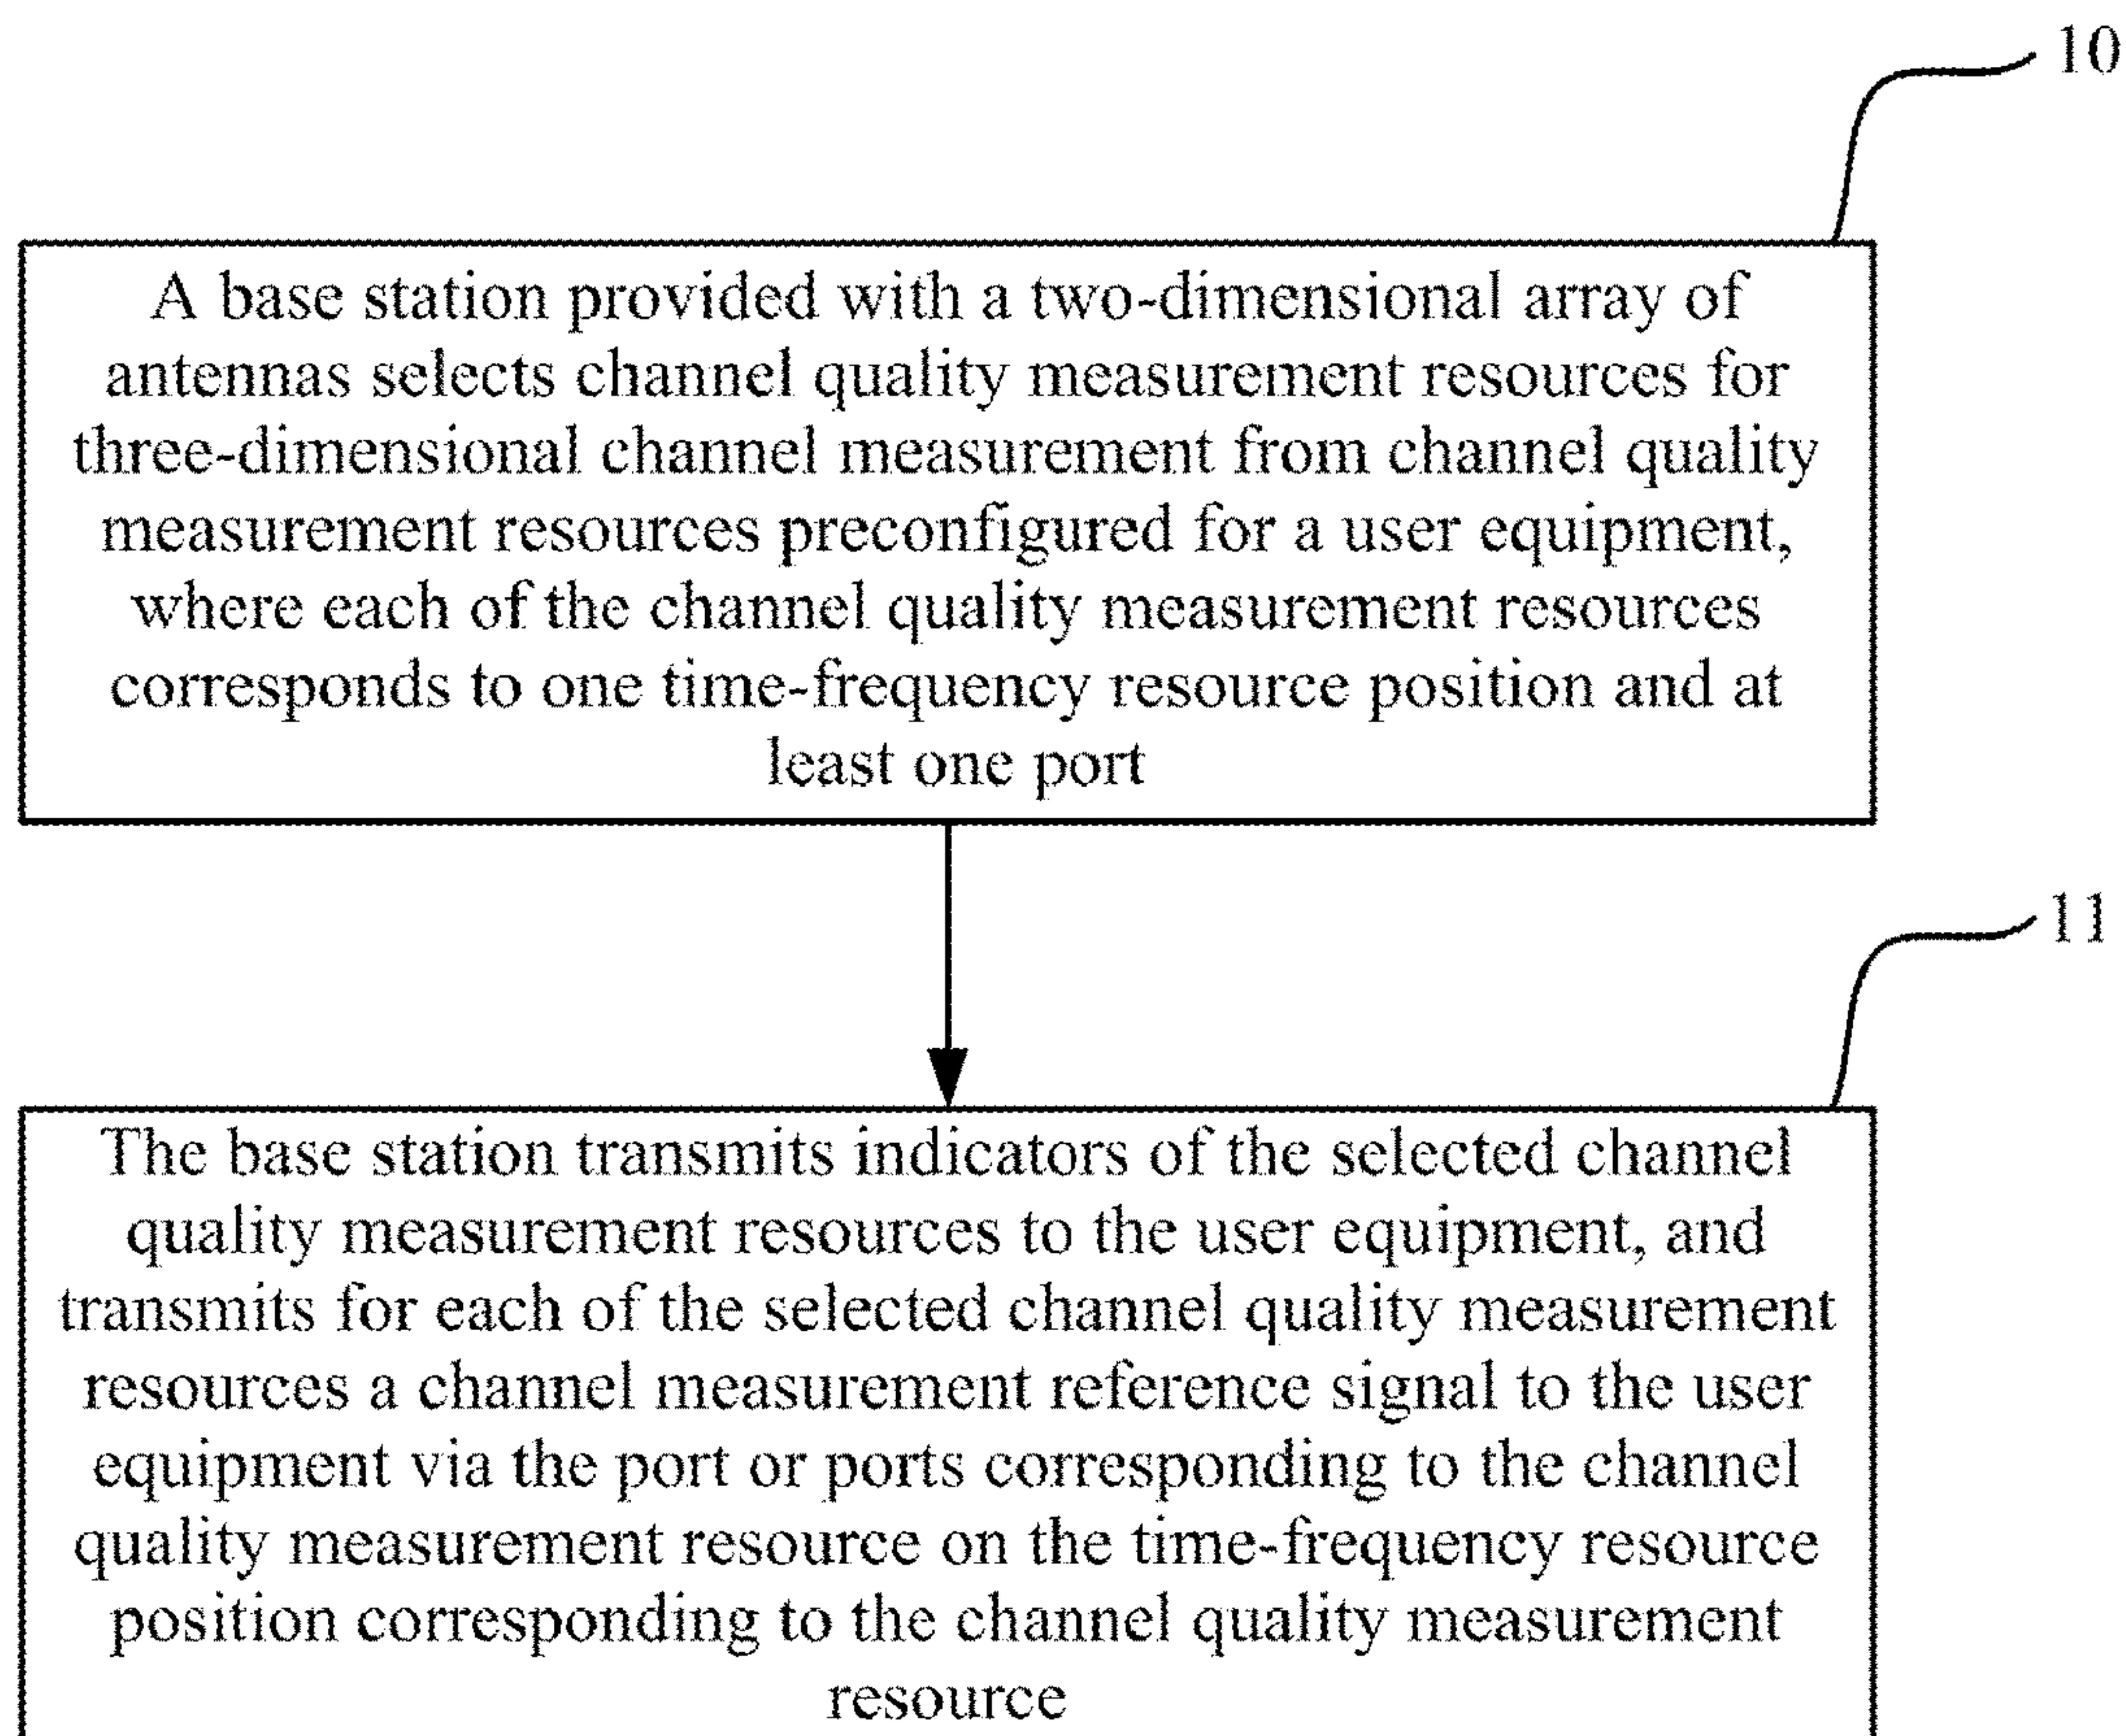 10
A base station provided with a two-dimensional array of
antennas selects channel quality measurement resources for
three-dimensional channel measurement from channel quality
measurement resources preconfigured for a user equipment,
where each of the channel quality measurement resources
corresponds to one time-frequency resource position and at
least one port
11
The base station transmits indicators of the selected channel
quality measurement resources to the user equipment, and
transmits for each of the selected channel quality measurement
resources a channel measurement reference signal to the user
equipment via the port or ports corresponding to the channel
quality measurement resource on the time-frequency resource
position corresponding to the channel quality measurement
resource